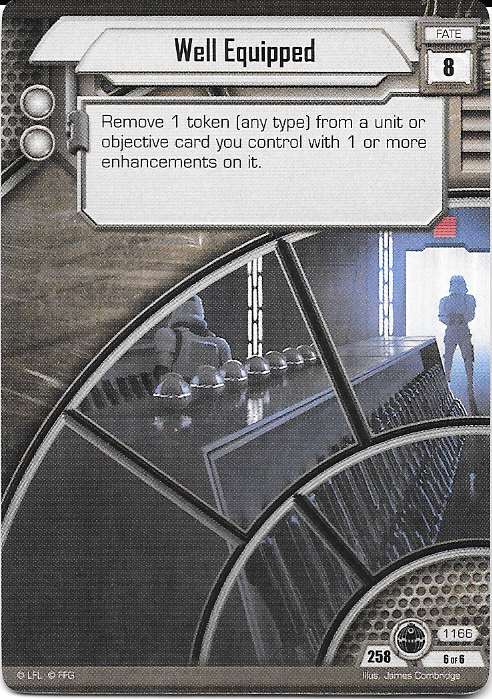 Well Equipped
FATE
8
Remove 1 token (any type) from a unit or
objective card you control with 1 or more
enhancements on it.
1166
258
6 OF 6
© LFL © FFG
Illus. James Combridge